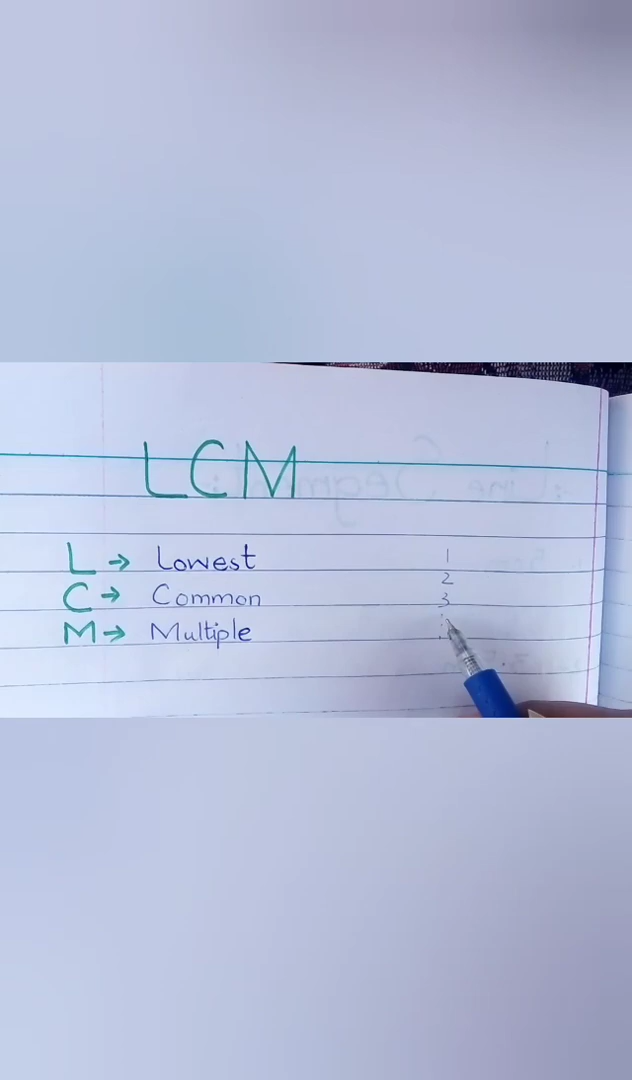 LCM
L → Lowest
C → Common
M → Multiple
1
2
3